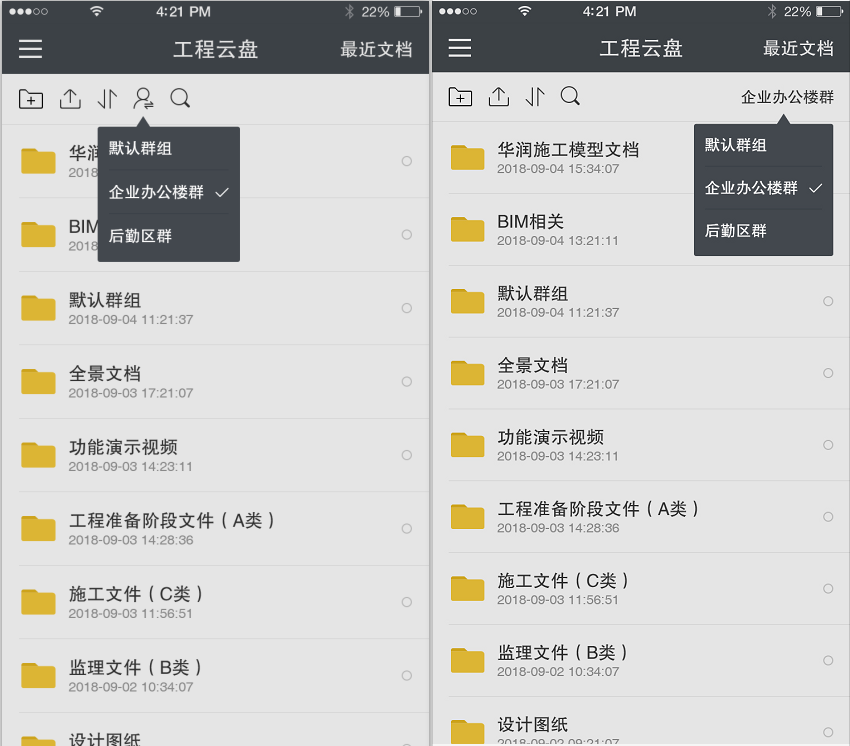 4:21 PM
22%
工程云盘
最近文档
默认群组
企业办公楼群
后勤区群
华润
2018
BIM
2018
默认群组
2018-09-04 11:21:37
全景文档
2018-09-03 17:21:07
功能演示视频
2018-09-03 14:23:11
工程准备阶段文件（A类）
2018-09-03 14:28:36
施工文件（C类）
2018-09-03 11:56:51
监理文件（B类）
2018-09-02 10:34:07
设计图纸
4:21 PM
22%
工程云盘
最近文档
企业办公楼群
默认群组
企业办公楼群
后勤区群
华润施工模型文档
2018-09-04 15:34:07
BIM相关
2018-09-04 13:21:11
默认群组
2018-09-04 11:21:37
全景文档
2018-09-03 17:21:07
功能演示视频
2018-09-03 14:23:11
工程准备阶段文件（A类）
2018-09-03 14:28:36
施工文件（C类）
2018-09-03 11:56:51
监理文件（B类）
2018-09-02 10:34:07
设计图纸
2018-09-02 09:21:07